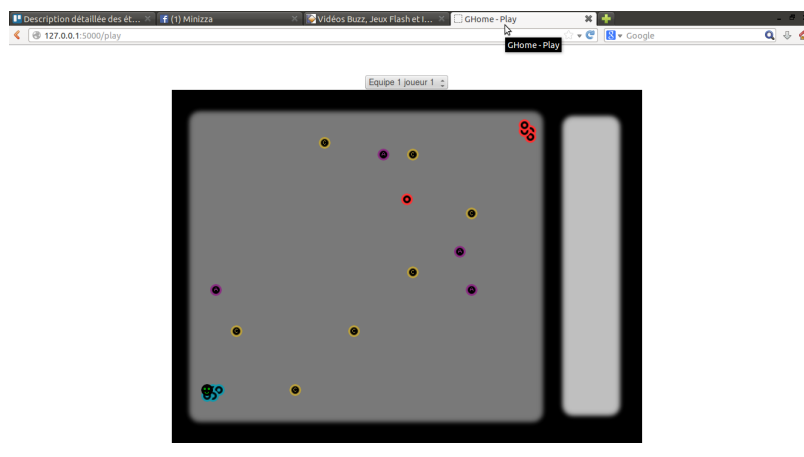 Description détaillée des ét...
(1) Minizza
Vidéos Buzz, Jeux Flash et I...
GHome - Play
127.0.0.1:5000/play
Google
GHome - Play
Equipe 1 joueur 1
C
C
C
C
C
C
C